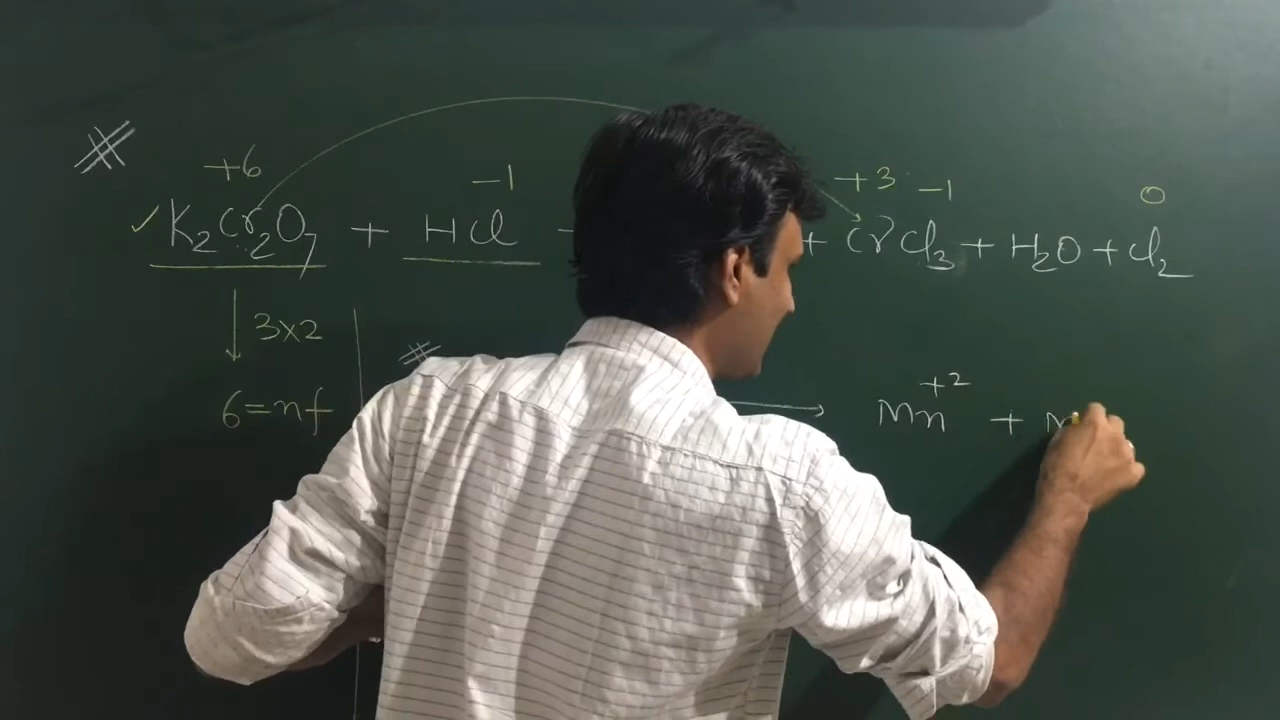 +6 -1 +3 -1 0
✓ K₂Cr₂O₇ + HCl + CrCl₃ + H₂O + Cl₂
3x2
6=nf
Mn⁺² +